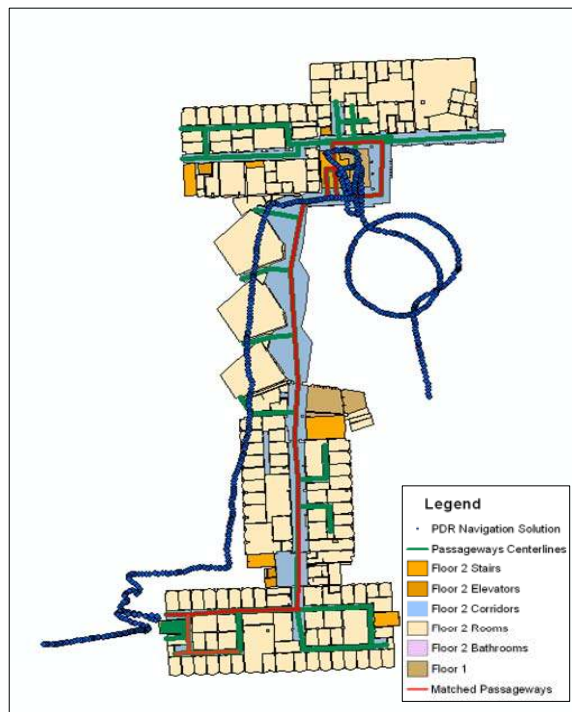 Legend
PDR Navigation Solution
Passageways Centerlines
Floor 2 Stairs
Floor 2 Elevators
Floor 2 Corridors
Floor 2 Rooms
Floor 2 Bathrooms
Floor 1
Matched Passageways